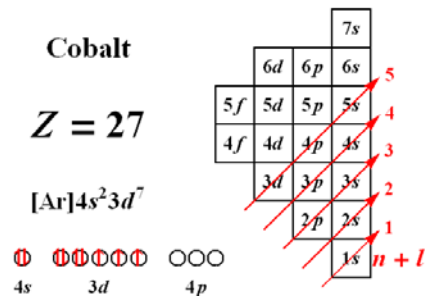 Cobalt
Z = 27
[Ar]4s²3d⁷
4s 3d 4p
7s
6d 6p 6s
5f 5d 5p 5s 5
4f 4d 4p 4s 4
3d 3p 3s 3
2p 2s 2
1
1s n + l